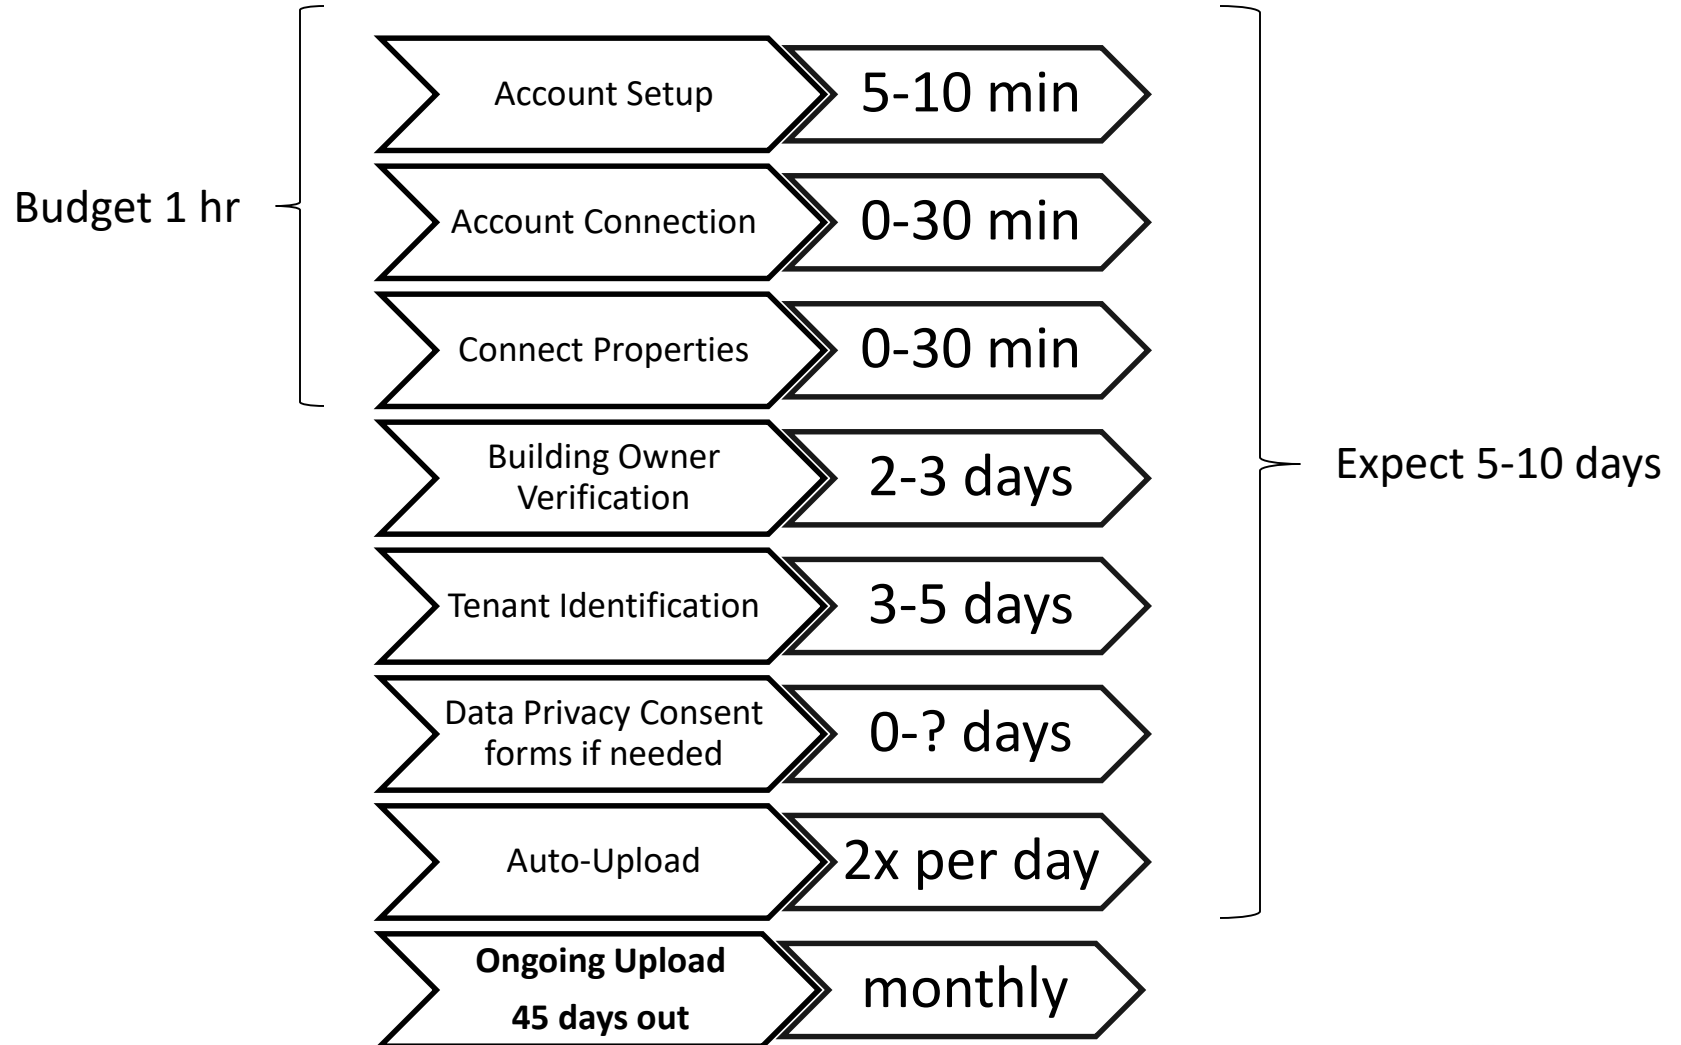 Account Setup
5-10 min
Budget 1 hr
Account Connection
0-30 min
Connect Properties
0-30 min
Building Owner
Verification
2-3 days
Expect 5-10 days
Tenant Identification
3-5 days
Data Privacy Consent
forms if needed
0-? days
Auto-Upload
2x per day
Ongoing Upload
45 days out
monthly